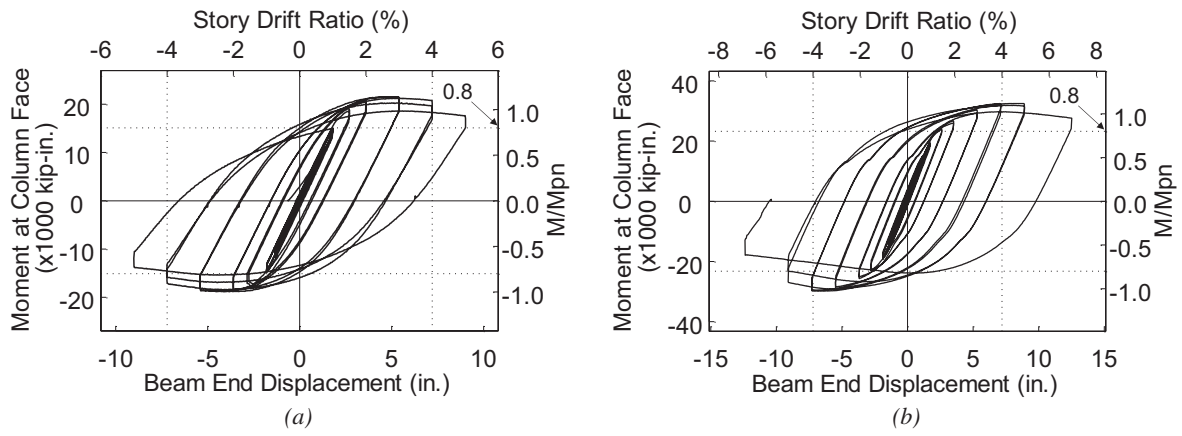 Story Drift Ratio (%)
-6 -4 -2 0 2 4 6
Moment at Column Face
(x1000 kip-in.)
20
10
0
-10
-20
0.8
1.0
0.5
0.0
-0.5
-1.0
M/Mpn
-10 -5 0 5 10
Beam End Displacement (in.)
(a)
Story Drift Ratio (%)
-8 -6 -4 -2 0 2 4 6 8
Moment at Column Face
(x1000 kip-in.)
40
20
0
-20
-40
0.8
1.0
0.5
0.0
-0.5
-1.0
M/Mpn
-15 -10 -5 0 5 10 15
Beam End Displacement (in.)
(b)